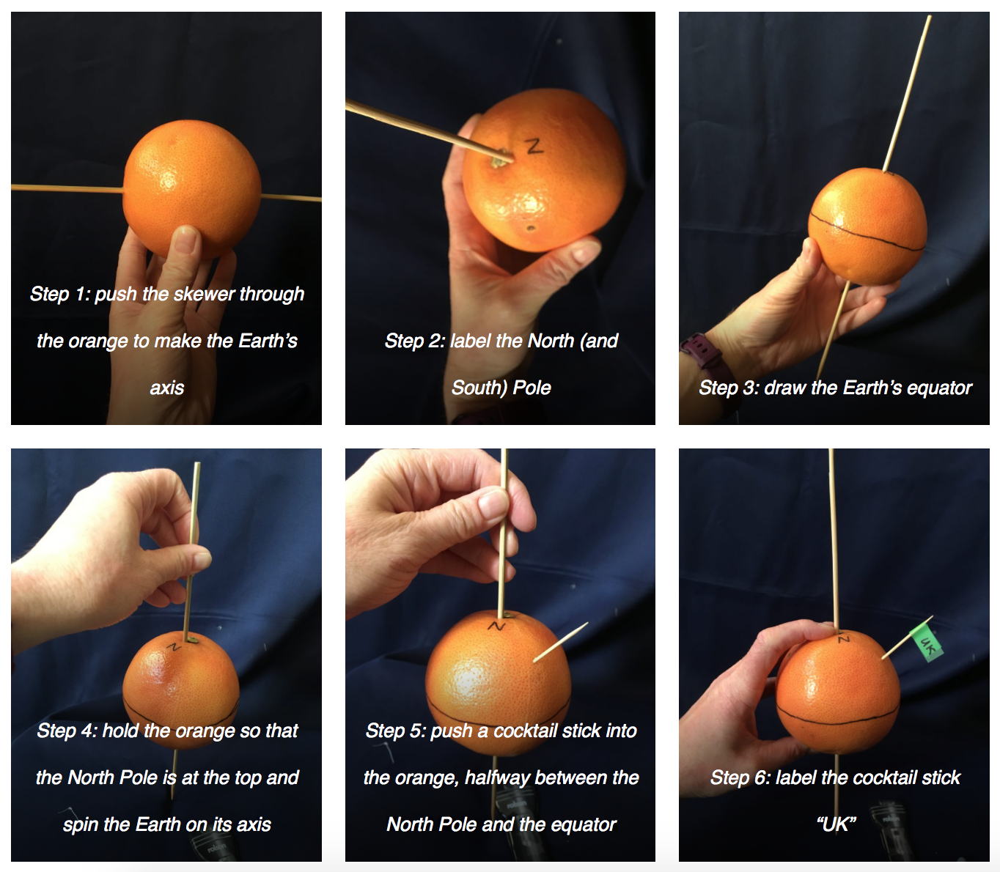 Step 1: push the skewer through
the orange to make the Earth’s
axis
N
Step 2: label the North (and
South) Pole
Step 3: draw the Earth’s equator
N
Step 4: hold the orange so that
the North Pole is at the top and
spin the Earth on its axis
rolson
N
Step 5: push a cocktail stick into
the orange, halfway between the
North Pole and the equator
rolson
N
UK
Step 6: label the cocktail stick
“UK”
rolson